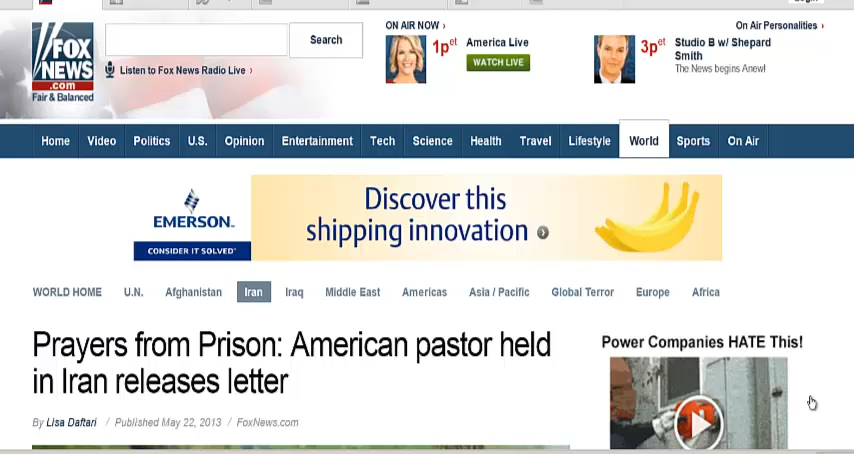 Login
FOX
NEWS
.com
Fair & Balanced
Search
Listen to Fox News Radio Live ›
ON AIR NOW ›
1p et
America Live
WATCH LIVE
On Air Personalities ›
3p et
Studio B w/ Shepard
Smith
The News begins Anew!
Home Video Politics U.S. Opinion Entertainment Tech Science Health Travel Lifestyle World Sports On Air
EMERSON™
CONSIDER IT SOLVED™
Discover this
shipping innovation
WORLD HOME U.N. Afghanistan Iran Iraq Middle East Americas Asia / Pacific Global Terror Europe Africa
Prayers from Prison: American pastor held
in Iran releases letter
By Lisa Daftari / Published May 22, 2013 / FoxNews.com
Power Companies HATE This!